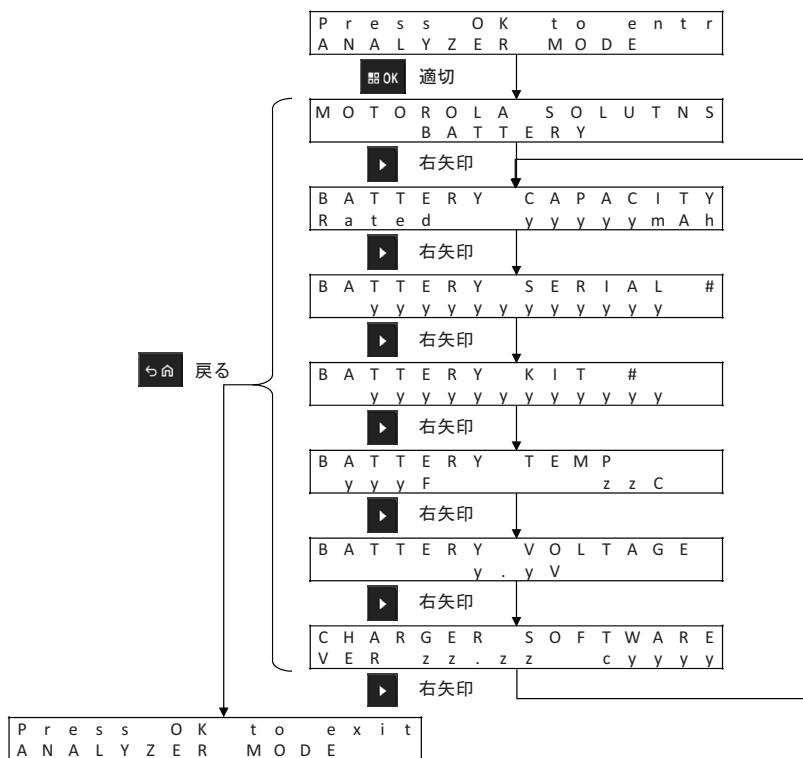 Press OK to entr
ANALYZER MODE
OK 適切
MOTOROLA SOLUTNS
BATTERY
右矢印
BATTERY CAPACITY
Rated yyyyymAh
右矢印
BATTERY SERIAL #
yyyyyyyyyyyy
右矢印
戻る
BATTERY KIT #
yyyyyyyyyyyy
右矢印
BATTERY TEMP
yyyF zzC
右矢印
BATTERY VOLTAGE
y.yV
右矢印
CHARGER SOFTWARE
VER zz.zz cyyyy
右矢印
Press OK to exit
ANALYZER MODE